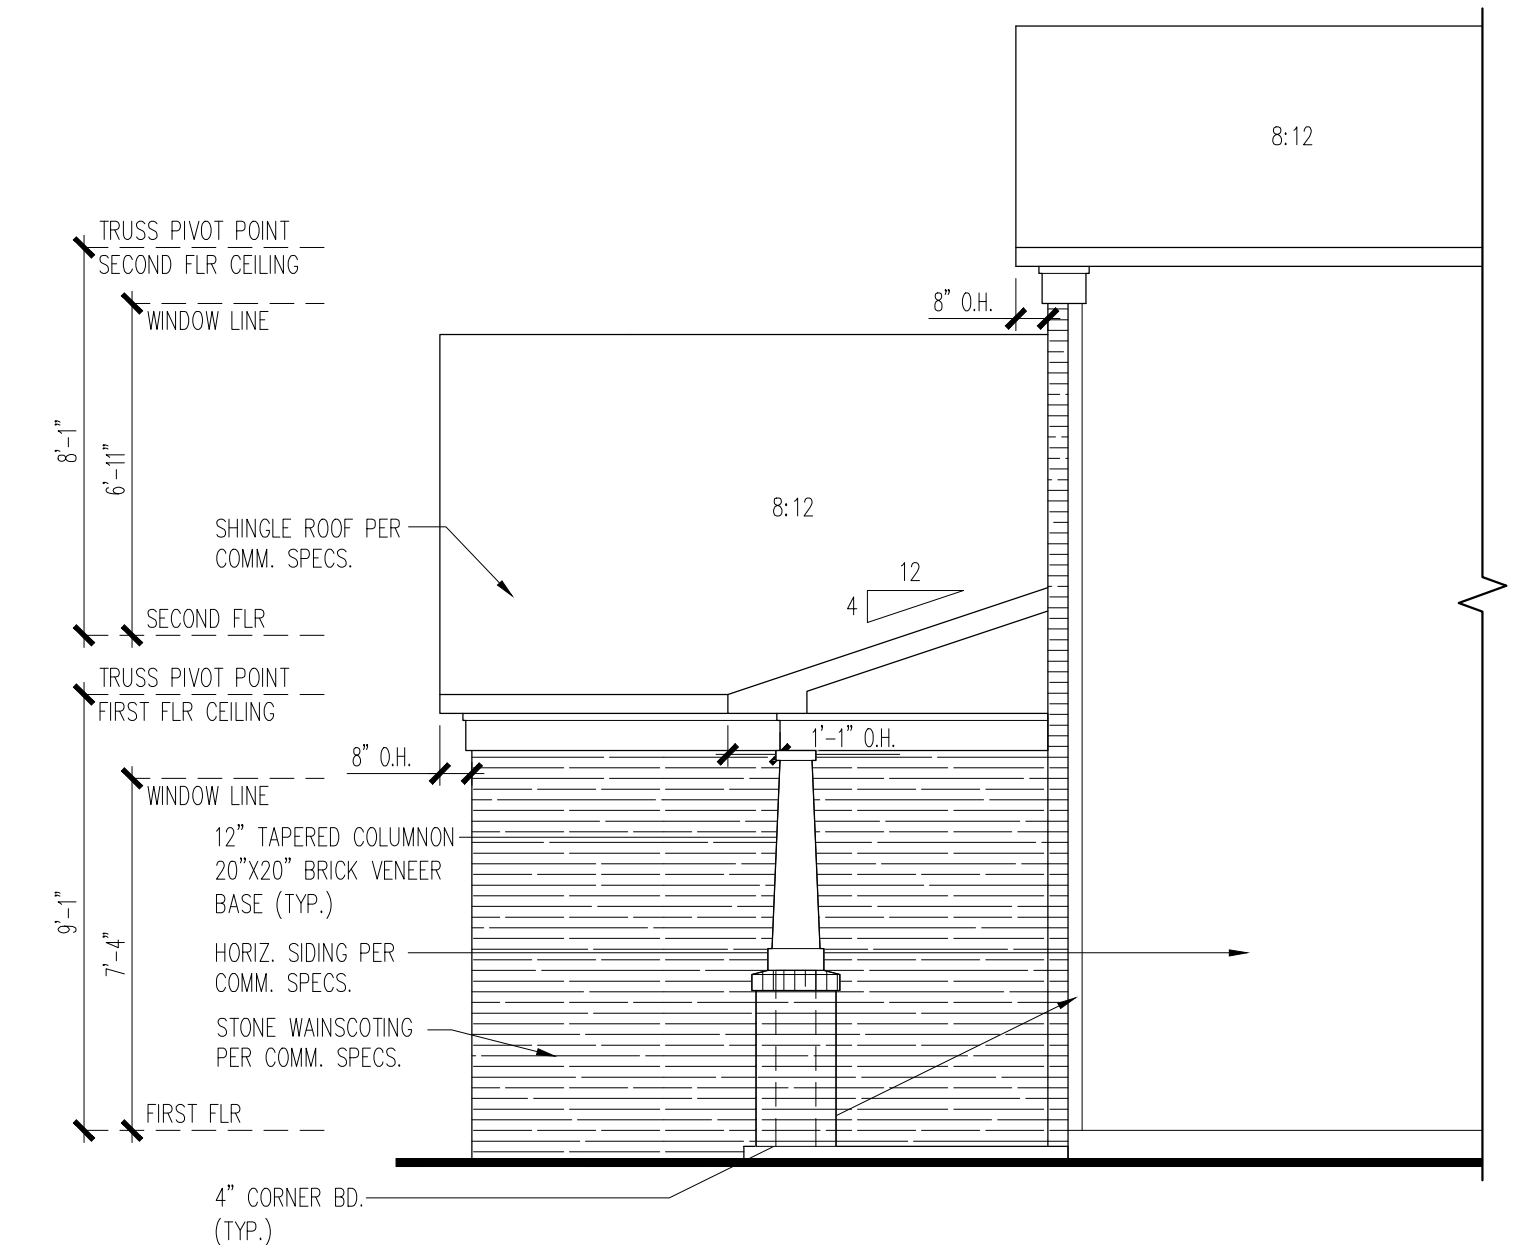 8:12
TRUSS PIVOT POINT
SECOND FLR CEILING
8" O.H.
WINDOW LINE
8'-1"
6'-11"
8:12
SHINGLE ROOF PER
COMM. SPECS.
12
4
SECOND FLR
TRUSS PIVOT POINT
FIRST FLR CEILING
1'-1" O.H.
8" O.H.
WINDOW LINE
12" TAPERED COLUMNON
20"X20" BRICK VENEER
BASE (TYP.)
9'-1"
7'-4"
HORIZ. SIDING PER
COMM. SPECS.
STONE WAINSCOTING
PER COMM. SPECS.
FIRST FLR
4" CORNER BD.
(TYP.)